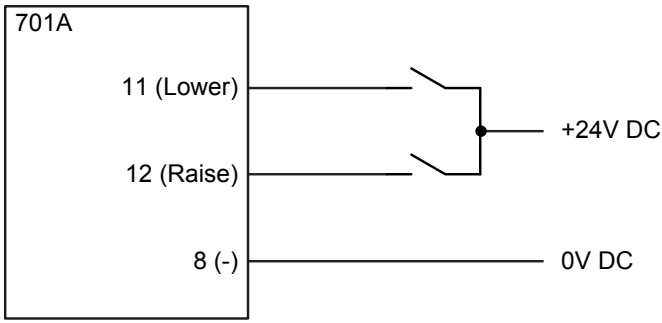 701A
11 (Lower)
+24V DC
12 (Raise)
8 (-)
0V DC